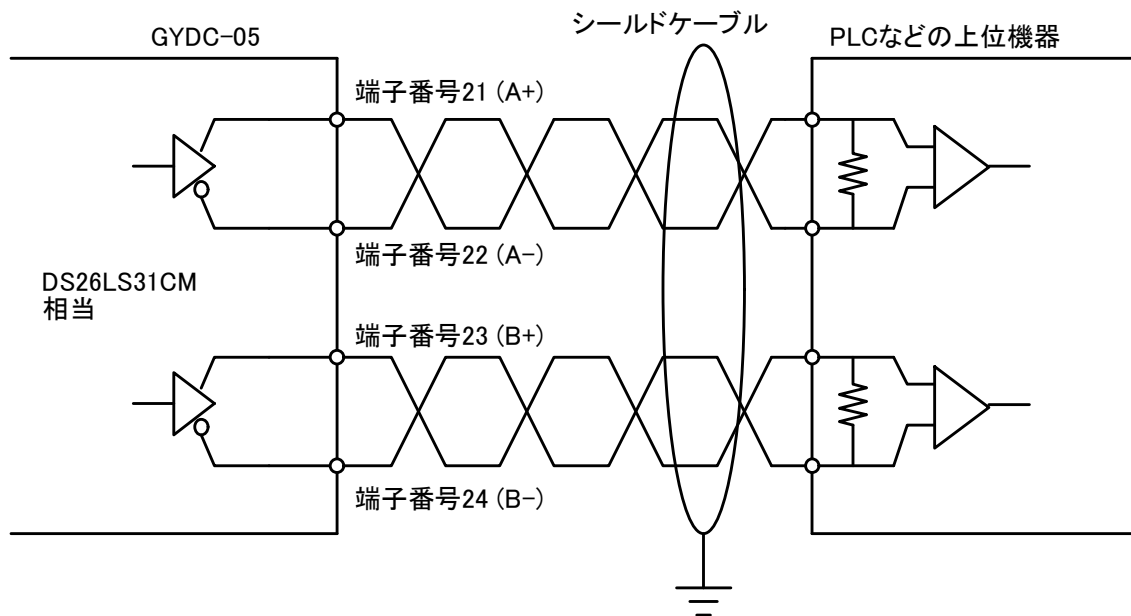 シールドケーブル
GYDC-05
PLCなどの上位機器
端子番号21 (A+)
端子番号22 (A-)
DS26LS31CM
相当
端子番号23 (B+)
端子番号24 (B-)